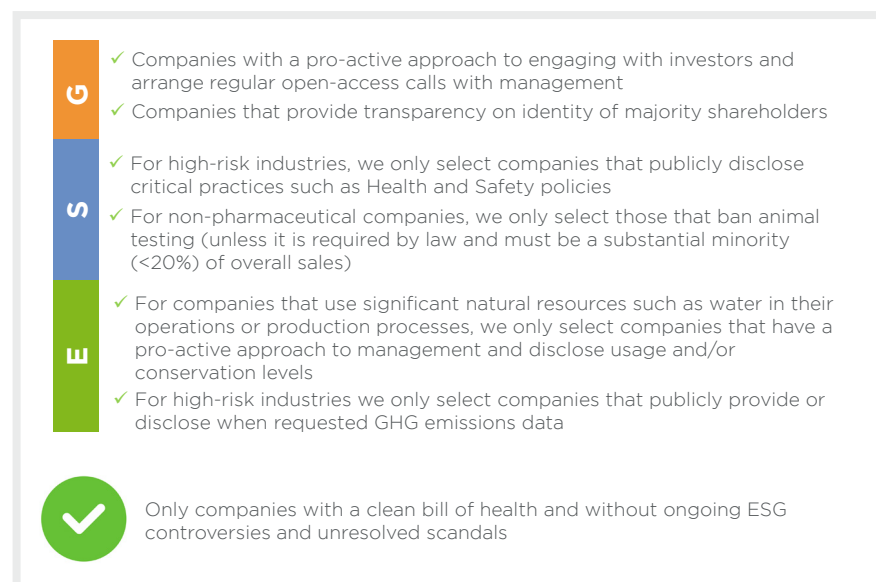 G
✓ Companies with a pro-active approach to engaging with investors and
arrange regular open-access calls with management
✓ Companies that provide transparency on identity of majority shareholders
S
✓ For high-risk industries, we only select companies that publicly disclose
critical practices such as Health and Safety policies
✓ For non-pharmaceutical companies, we only select those that ban animal
testing (unless it is required by law and must be a substantial minority
(<20%) of overall sales)
E
✓ For companies that use significant natural resources such as water in their
operations or production processes, we only select companies that have a
pro-active approach to management and disclose usage and/or
conservation levels
✓ For high-risk industries we only select companies that publicly provide or
disclose when requested GHG emissions data
Only companies with a clean bill of health and without ongoing ESG
controversies and unresolved scandals